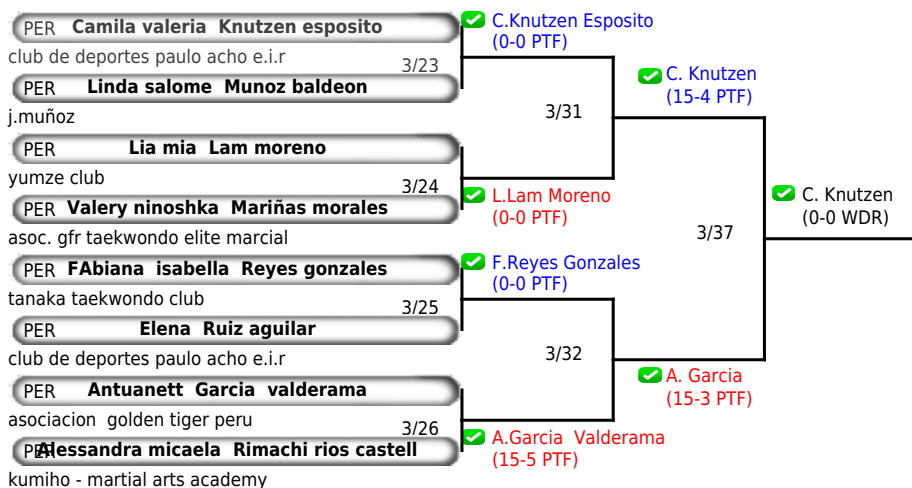 PER Camila valeria Knutzen esposito
club de deportes paulo acho e.i.r
3/23
PER Linda salome Munoz baldeon
j.muñoz
PER Lia mia Lam moreno
yumze club
3/24
PER Valery ninoshka Mariñas morales
asoc. gfr taekwondo elite marcial
PER FAbiana isabella Reyes gonzales
tanaka taekwondo club
3/25
PER Elena Ruiz aguilar
club de deportes paulo acho e.i.r
PER Antuanett Garcia valderama
asociacion golden tiger peru
3/26
PER Alessandra micaela Rimachi rios castell
kumiho - martial arts academy
C.Knutzen Esposito
(0-0 PTF)
3/31
L.Lam Moreno
(0-0 PTF)
F.Reyes Gonzales
(0-0 PTF)
3/32
A.Garcia Valderama
(15-5 PTF)
C. Knutzen
(15-4 PTF)
3/37
A. Garcia
(15-3 PTF)
C. Knutzen
(0-0 WDR)